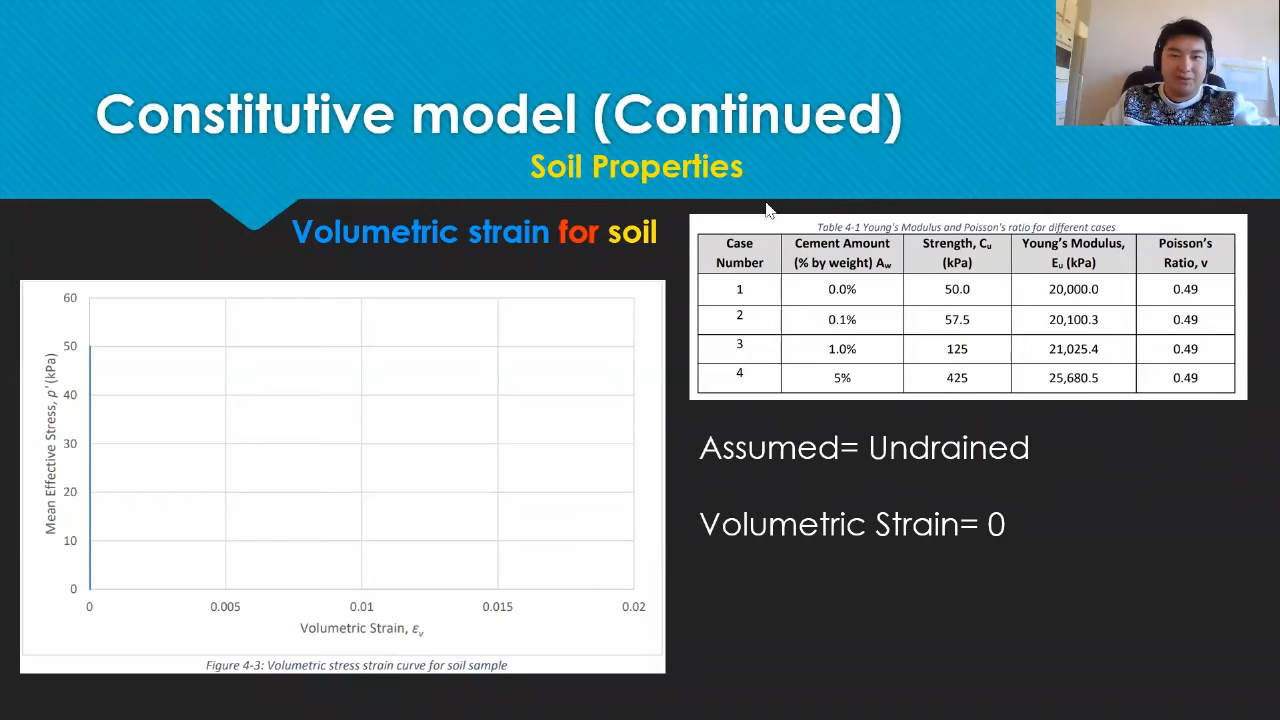 Constitutive model (Continued)
Soil Properties
Volumetric strain for soil
60
50
40
30
20
10
0
Mean Effective Stress, p′ (kPa)
0 0.005 0.01 0.015 0.02
Volumetric Strain, εv
Figure 4-3: Volumetric stress strain curve for soil sample
Table 4-1 Young's Modulus and Poisson's ratio for different cases
Case Number | Cement Amount (% by weight) Aw | Strength, Cu (kPa) | Young's Modulus, Eu (kPa) | Poisson's Ratio, v
1 0.0% 50.0 20,000.0 0.49
2 0.1% 57.5 20,100.3 0.49
3 1.0% 125 21,025.4 0.49
4 5% 425 25,680.5 0.49
Assumed= Undrained
Volumetric Strain= 0